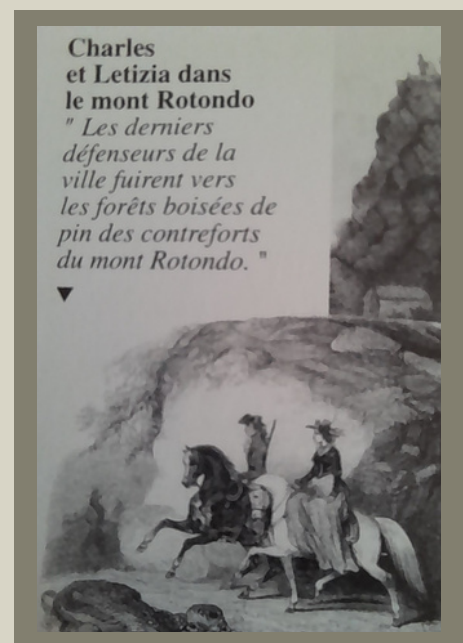 Charles
et Letizia dans
le mont Rotondo
" Les derniers
défenseurs de la
ville fuirent vers
les forêts boisées de
pin des contreforts
du mont Rotondo. "